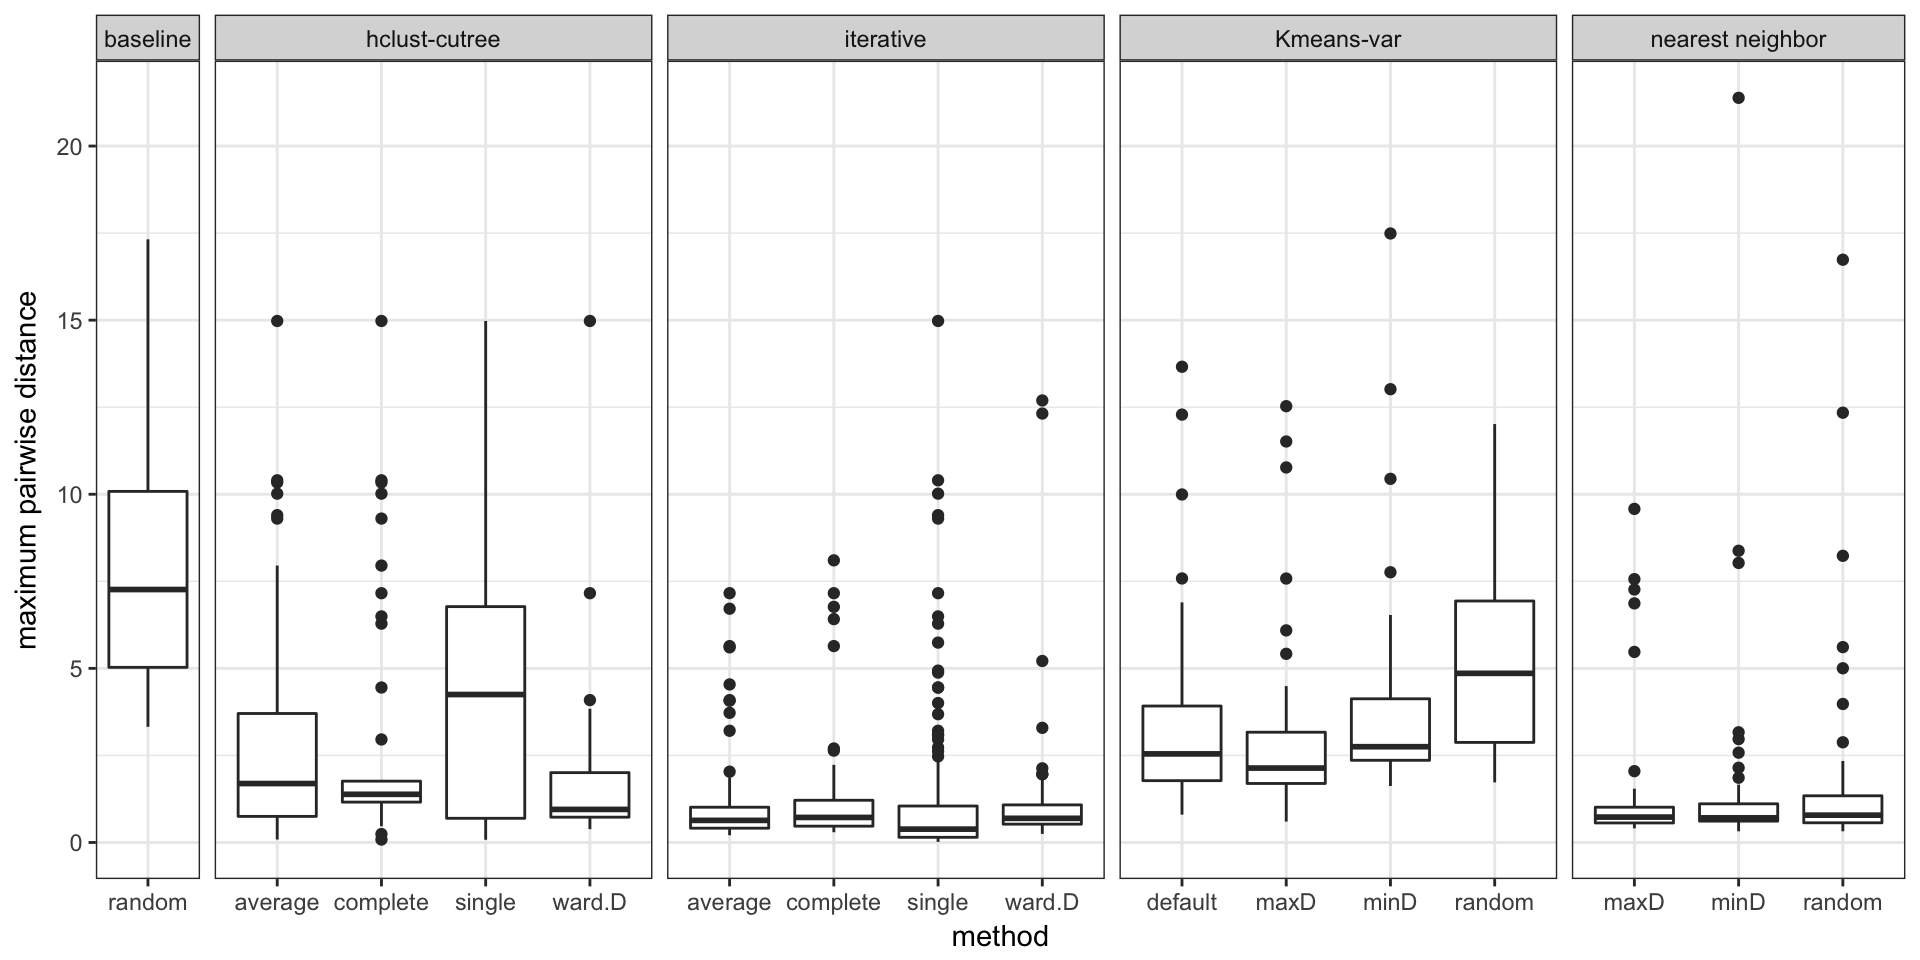 baseline hclust-cutree iterative Kmeans-var nearest neighbor
20
15
10
5
0
maximum pairwise distance
random average complete single ward.D average complete single ward.D default maxD minD random maxD minD random
method